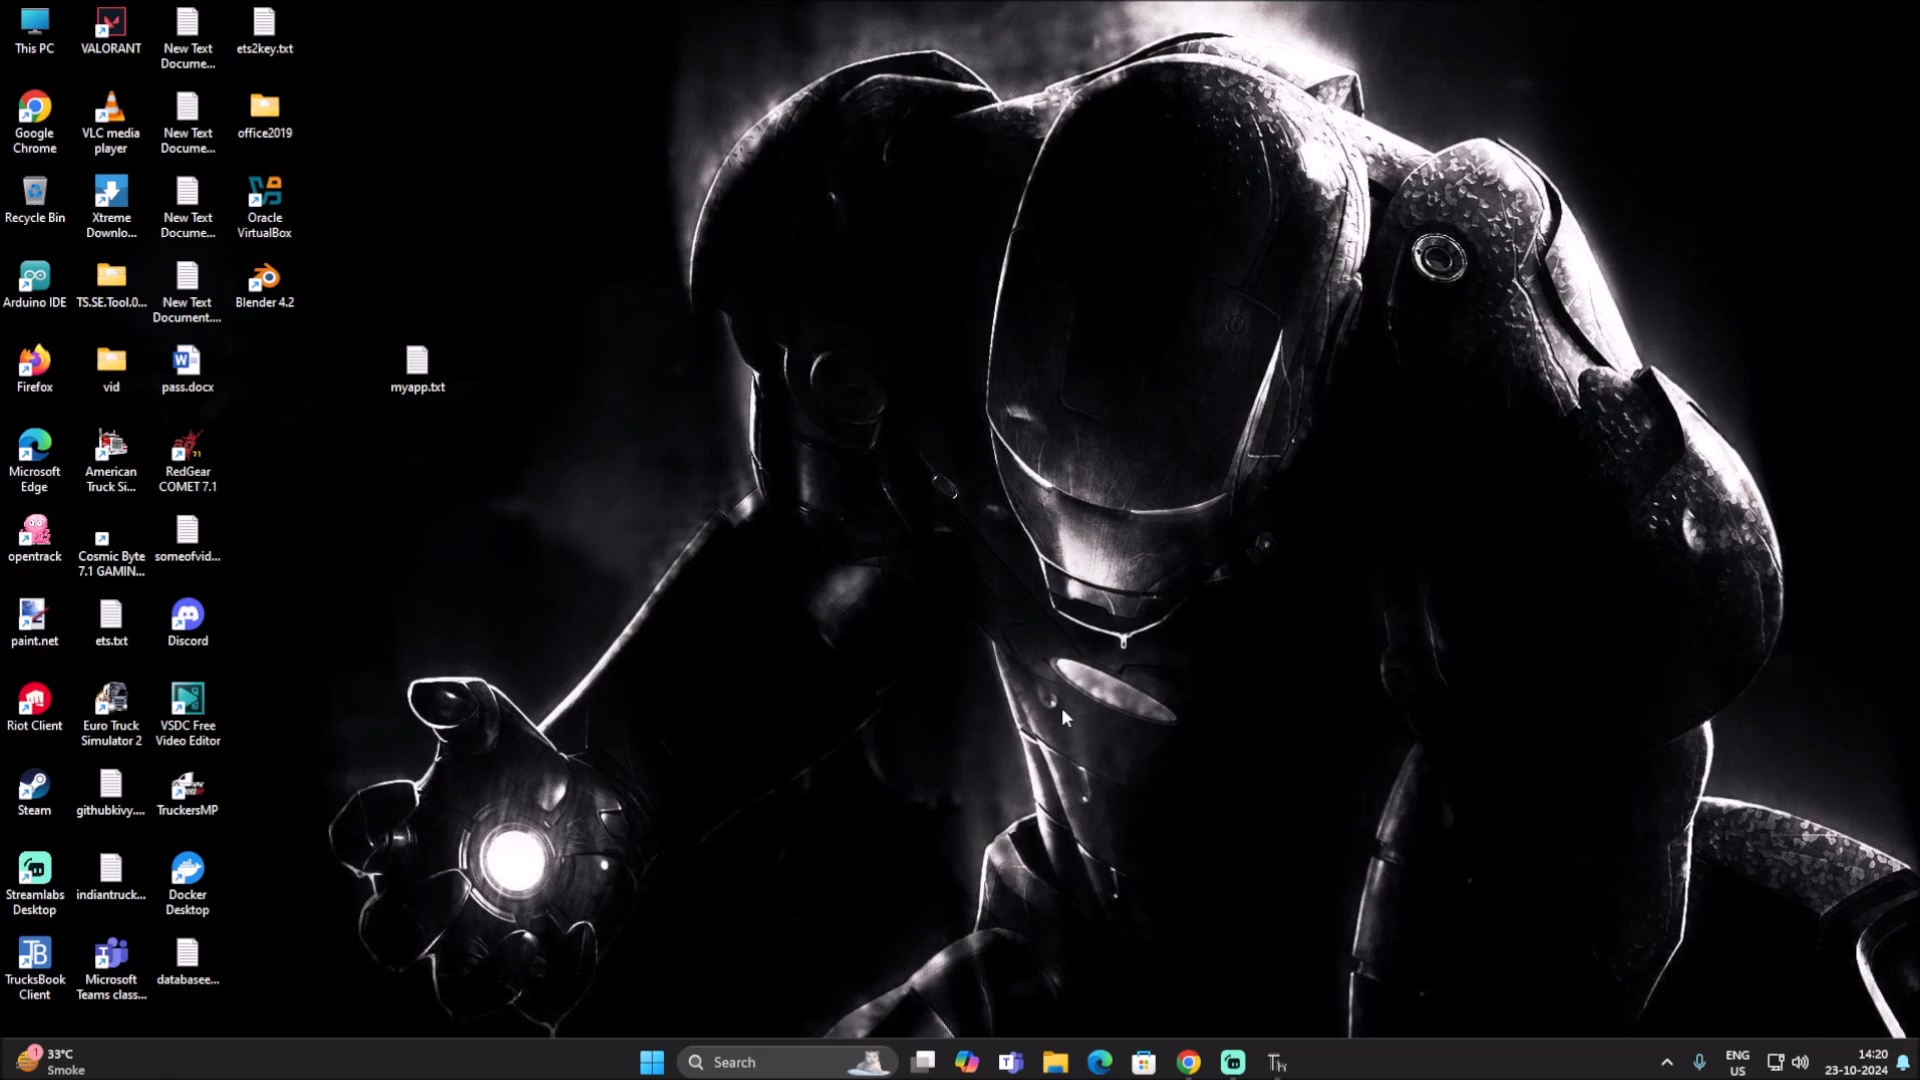 This PC
VALORANT
New Text
Docume...
ets2key.txt
Google
Chrome
VLC media
player
New Text
Docume...
office2019
Recycle Bin
Xtreme
Downlo...
New Text
Docume...
Oracle
VirtualBox
Arduino IDE
TS.SE.Tool.0...
New Text
Document....
Blender 4.2
Firefox
vid
pass.docx
myapp.txt
Microsoft
Edge
American
Truck Si...
RedGear
COMET 7.1
opentrack
Cosmic Byte
7.1 GAMIN...
someofvid...
paint.net
ets.txt
Discord
Riot Client
Euro Truck
Simulator 2
VSDC Free
Video Editor
Steam
githubkivy....
TruckersMP
Streamlabs
Desktop
indiantruck...
Docker
Desktop
TrucksBook
Client
Microsoft
Teams class...
databasee...
1
33°C
Smoke
Search
ENG
US
14:20
23-10-2024